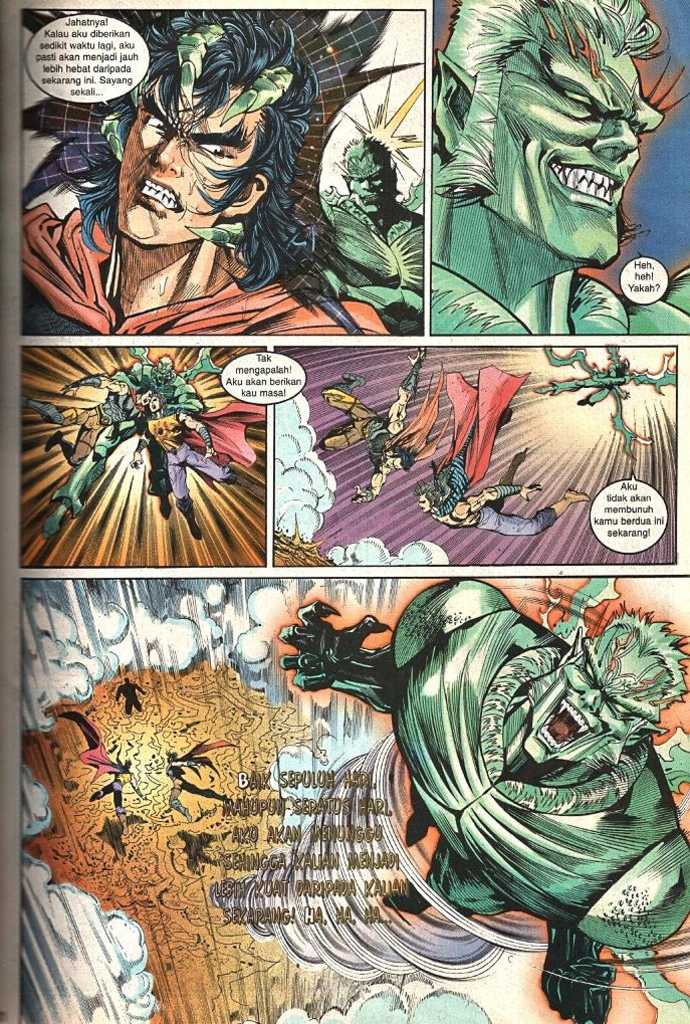 Jahatnya!
Kalau aku diberikan
sedikit waktu lagi, aku
pasti akan menjadi jauh
lebih hebat daripada
sekarang ini. Sayang
sekali...
Heh,
heh!
Yakah?
Tak
mengapalah!
Aku akan berikan
kau masa!
Aku
tidak akan
membunuh
kamu berdua ini
sekarang!
BAIK SEPULUH HARI,
MAHUPUN SERATUS HARI,
AKU AKAN MENUNGGU
SEHINGGA KALIAN MENJADI
LEBIH KUAT DARIPADA KALIAN
SEKARANG! HA, HA, HA...